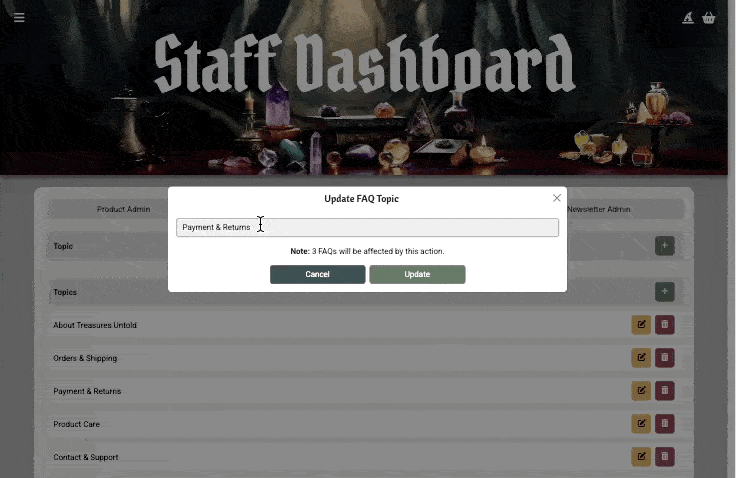 Staff Dashboard
Product Admin
Newsletter Admin
Update FAQ Topic
Payment & Returns
Note: 3 FAQs will be affected by this action.
Cancel
Update
Topic
Topics
About Treasures Untold
Orders & Shipping
Payment & Returns
Product Care
Contact & Support